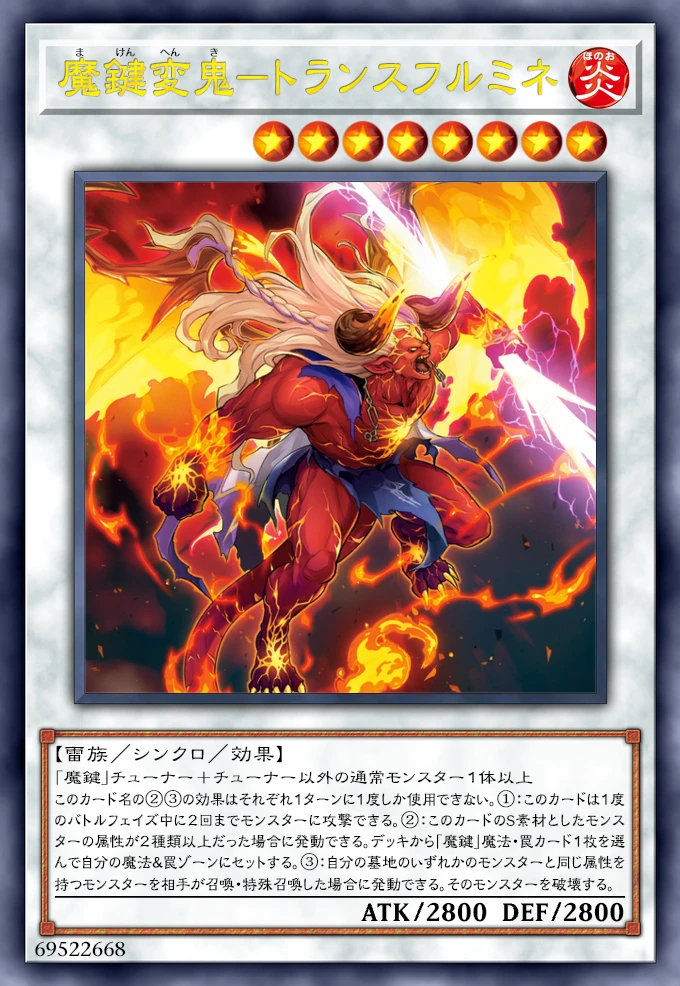 ま けん へん き
魔鍵変鬼－トランスフルミネ
ほのお
炎
【雷族／シンクロ／効果】
「魔鍵」チューナー＋チューナー以外の通常モンスター１体以上
このカード名の②③の効果はそれぞれ１ターンに１度しか使用できない。①：このカードは１度
のバトルフェイズ中に２回までモンスターに攻撃できる。②：このカードのS素材としたモンス
ターの属性が２種類以上だった場合に発動できる。デッキから「魔鍵」魔法・罠カード１枚を選
んで自分の魔法&罠ゾーンにセットする。③：自分の墓地のいずれかのモンスターと同じ属性を
持つモンスターを相手が召喚・特殊召喚した場合に発動できる。そのモンスターを破壊する。
ATK/2800 DEF/2800
69522668